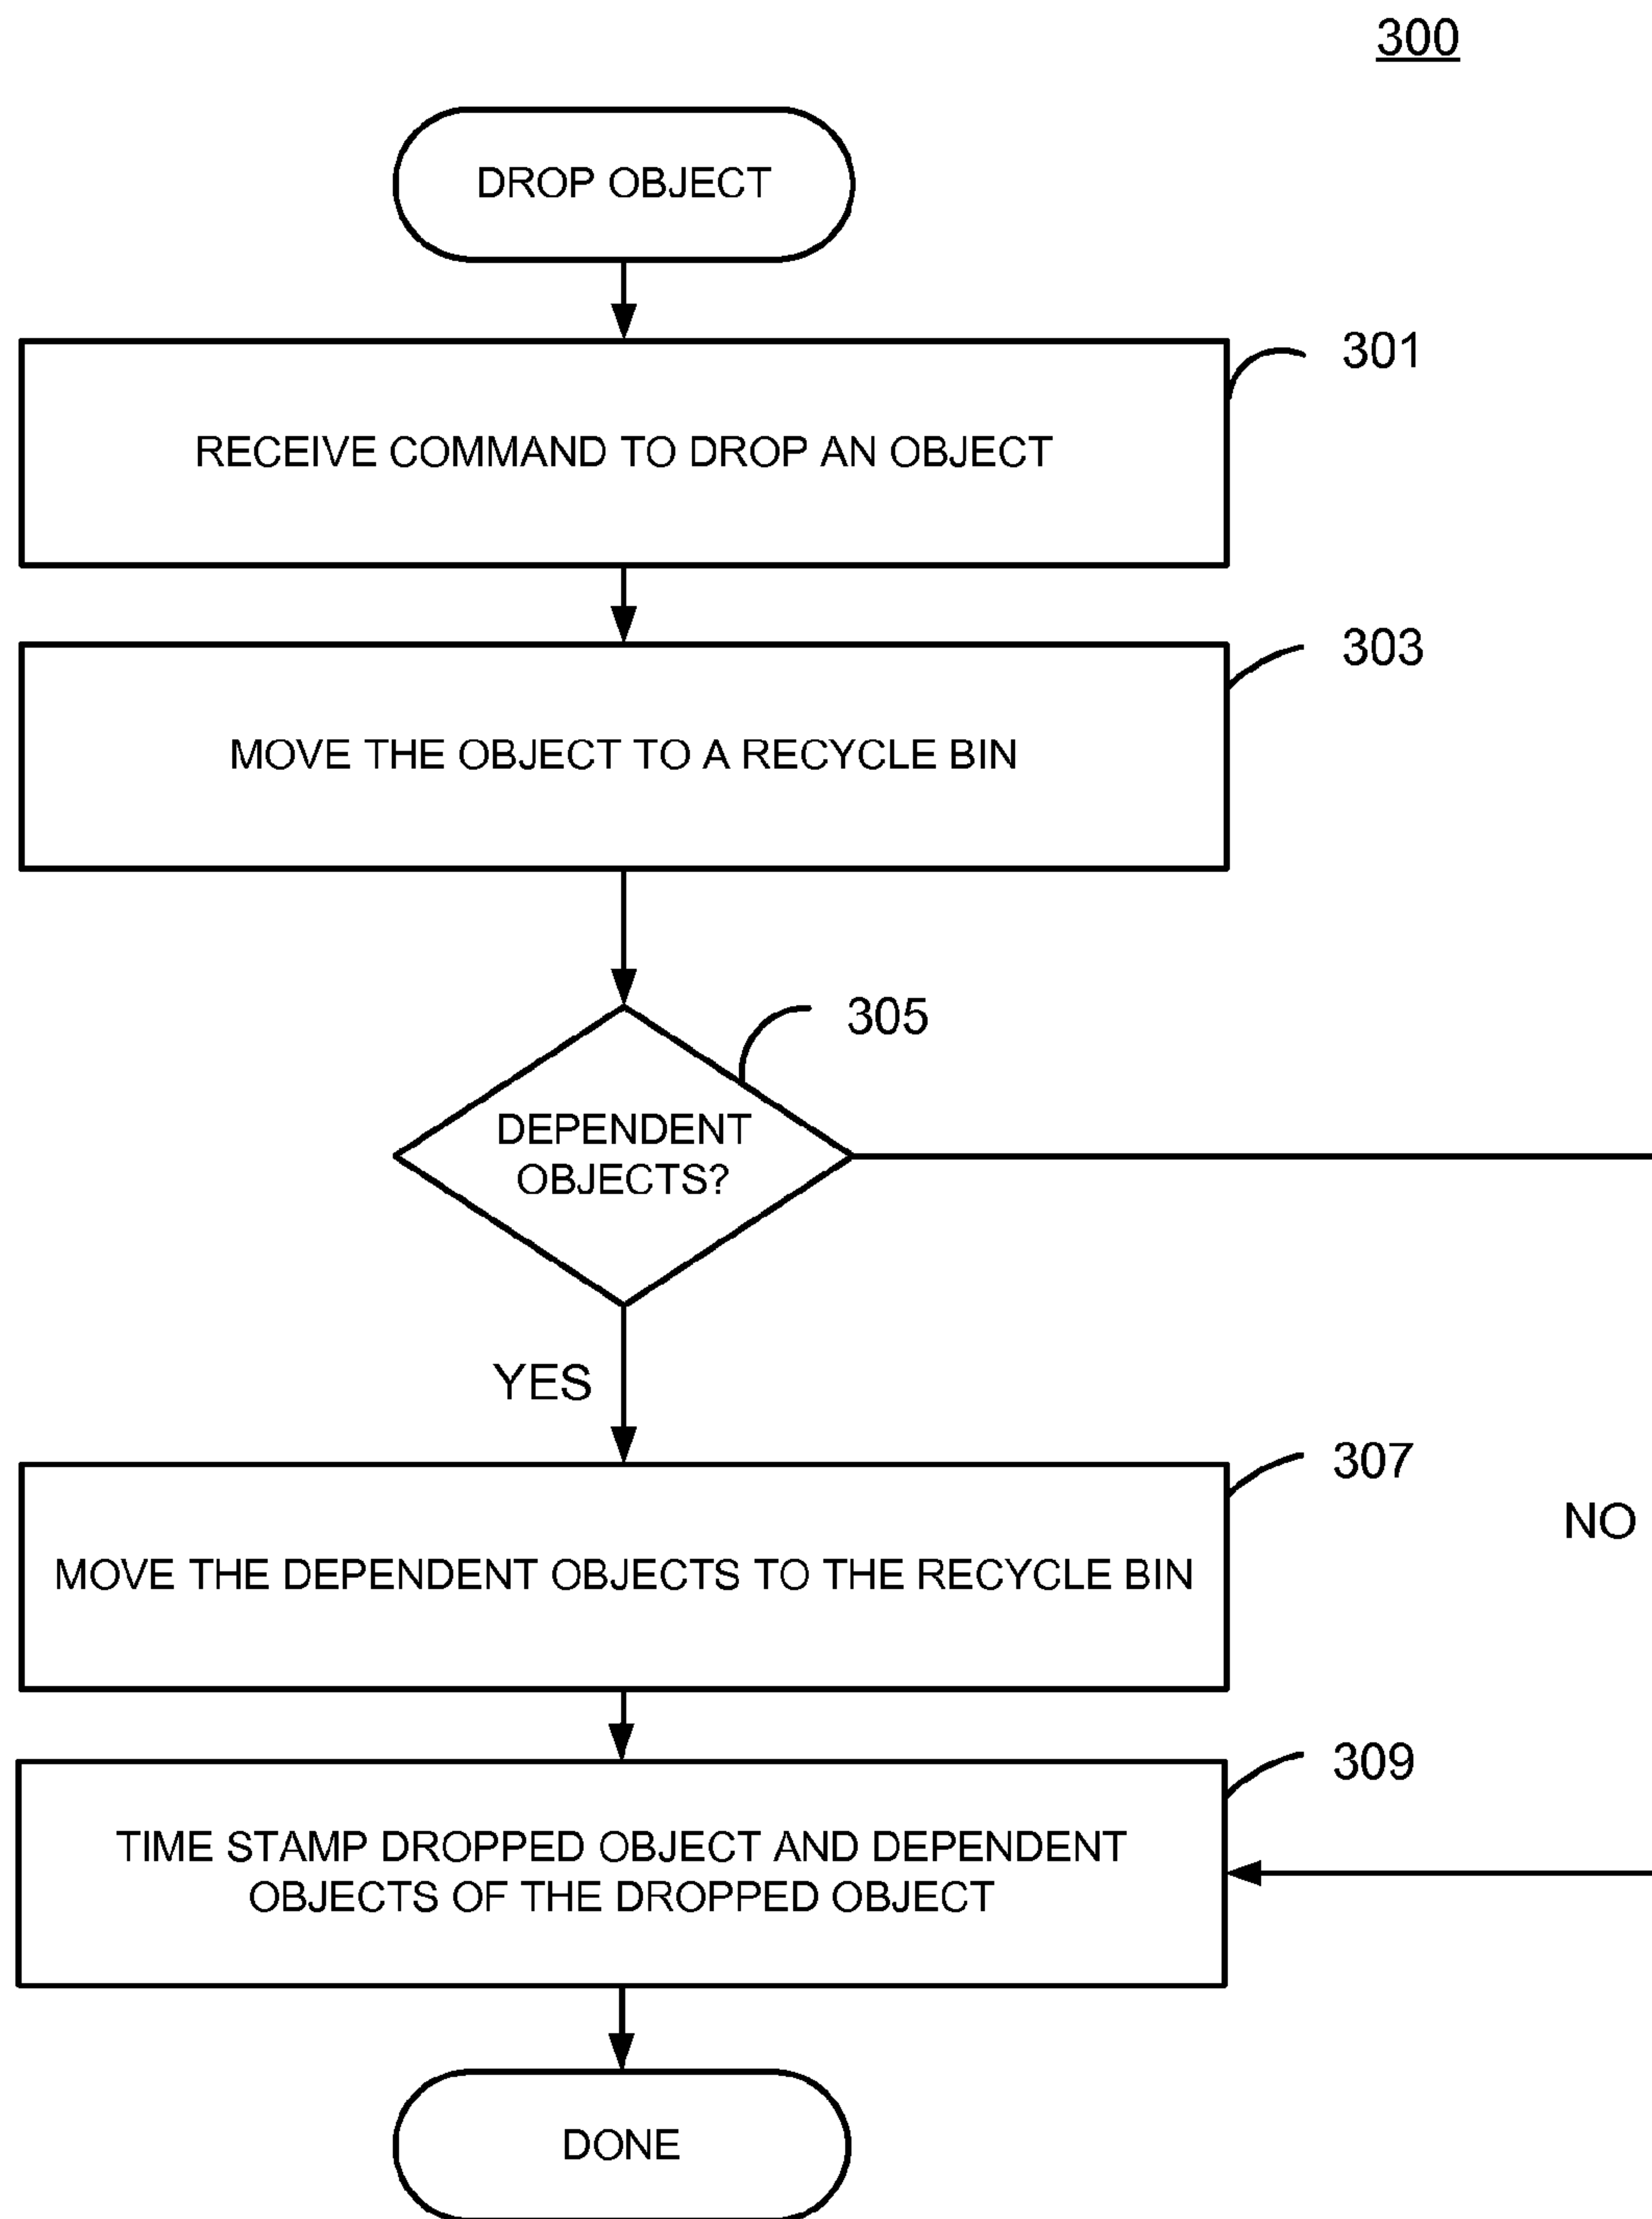 300
DROP OBJECT
301
RECEIVE COMMAND TO DROP AN OBJECT
303
MOVE THE OBJECT TO A RECYCLE BIN
305
DEPENDENT
OBJECTS?
YES
307
NO
MOVE THE DEPENDENT OBJECTS TO THE RECYCLE BIN
309
TIME STAMP DROPPED OBJECT AND DEPENDENT
OBJECTS OF THE DROPPED OBJECT
DONE